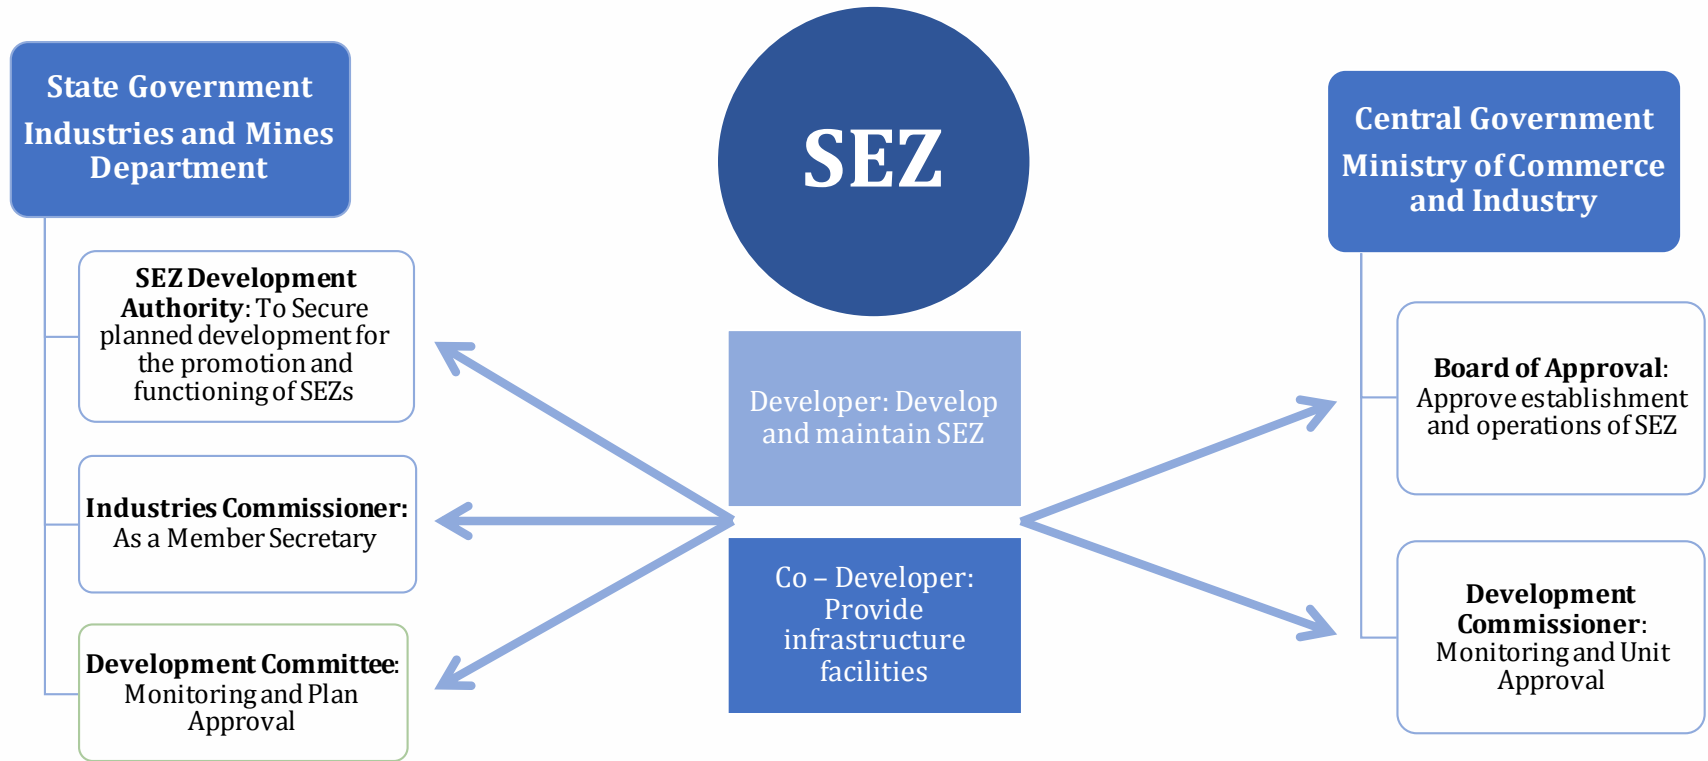 State Government
Industries and Mines
Department
SEZ Development
Authority: To Secure
planned development for
the promotion and
functioning of SEZs
Industries Commissioner:
As a Member Secretary
Development Committee:
Monitoring and Plan
Approval
SEZ
Developer: Develop
and maintain SEZ
Co – Developer:
Provide
infrastructure
facilities
Central Government
Ministry of Commerce
and Industry
Board of Approval:
Approve establishment
and operations of SEZ
Development
Commissioner:
Monitoring and Unit
Approval